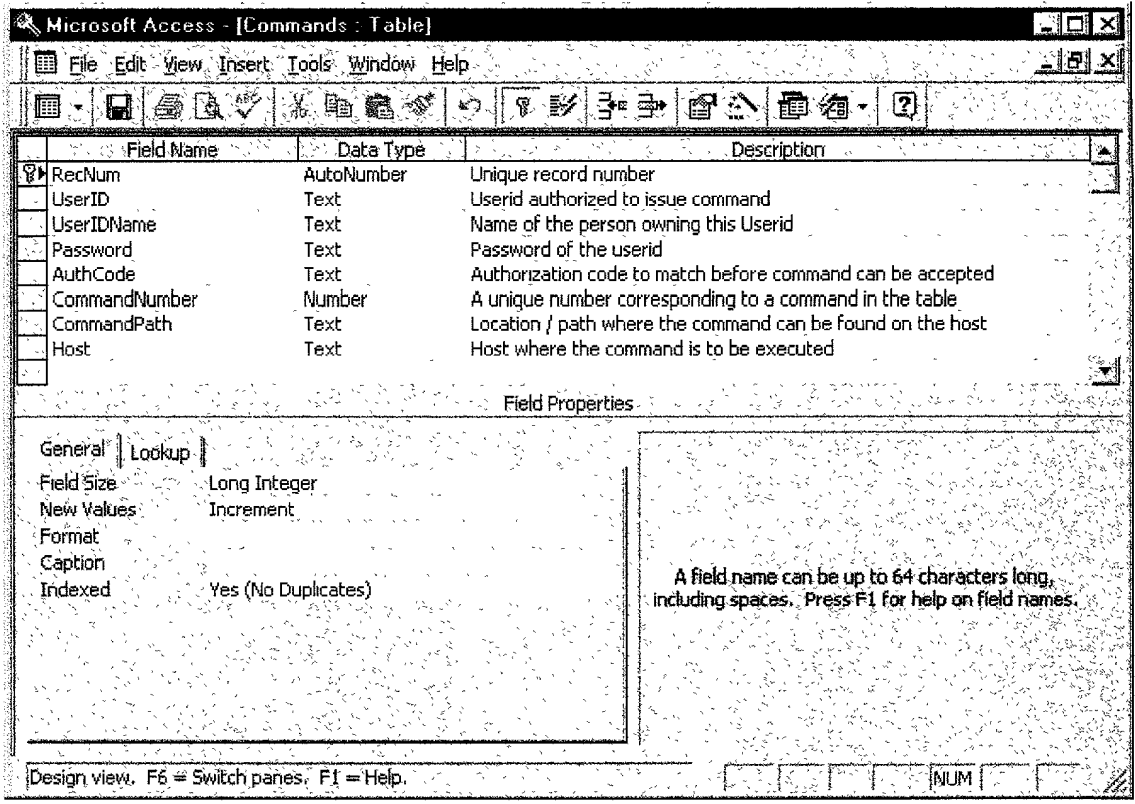 Microsoft Access - [Commands : Table]
File Edit View Insert Tools Window Help
Field Name Data Type Description
RecNum AutoNumber Unique record number
UserID Text Userid authorized to issue command
UserIDName Text Name of the person owning this Userid
Password Text Password of the userid
AuthCode Text Authorization code to match before command can be accepted
CommandNumber Number A unique number corresponding to a command in the table
CommandPath Text Location / path where the command can be found on the host
Host Text Host where the command is to be executed
Field Properties
General Lookup
Field Size Long Integer
New Values Increment
Format
Caption
Indexed Yes (No Duplicates)
A field name can be up to 64 characters long,
including spaces. Press F1 for help on field names.
Design view. F6 = Switch panes. F1 = Help. NUM